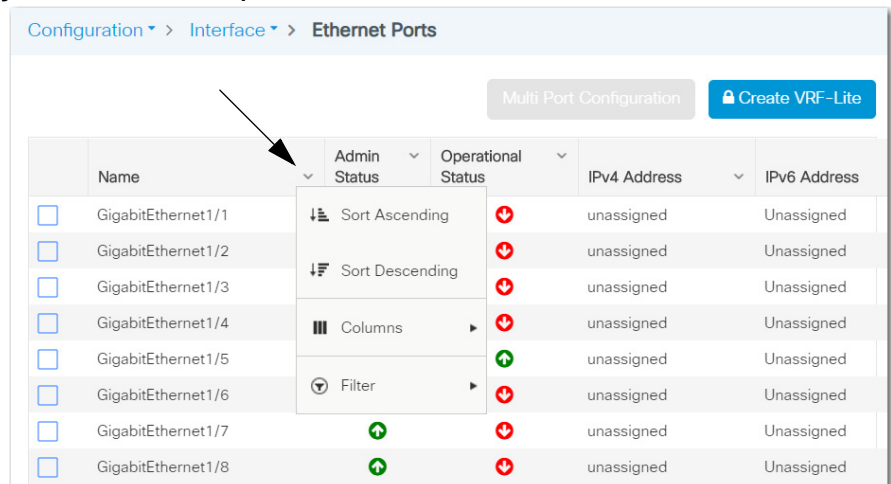 Configuration > Interface > Ethernet Ports
Multi Port Configuration Create VRF-Lite
Name Admin Status Operational Status IPv4 Address IPv6 Address
GigabitEthernet1/1 unassigned Unassigned
GigabitEthernet1/2 unassigned Unassigned
GigabitEthernet1/3 unassigned Unassigned
GigabitEthernet1/4 unassigned Unassigned
GigabitEthernet1/5 unassigned Unassigned
GigabitEthernet1/6 unassigned Unassigned
GigabitEthernet1/7 unassigned Unassigned
GigabitEthernet1/8 unassigned Unassigned
Sort Ascending
Sort Descending
Columns
Filter